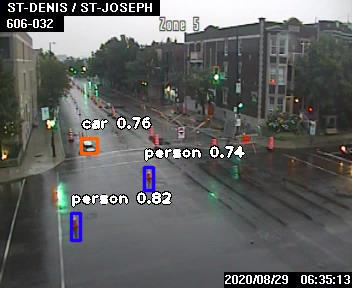 ST-DENIS / ST-JOSEPH
606-032
Zone 5
car 0.76
person 0.74
person 0.82
2020/08/29 06:35:13